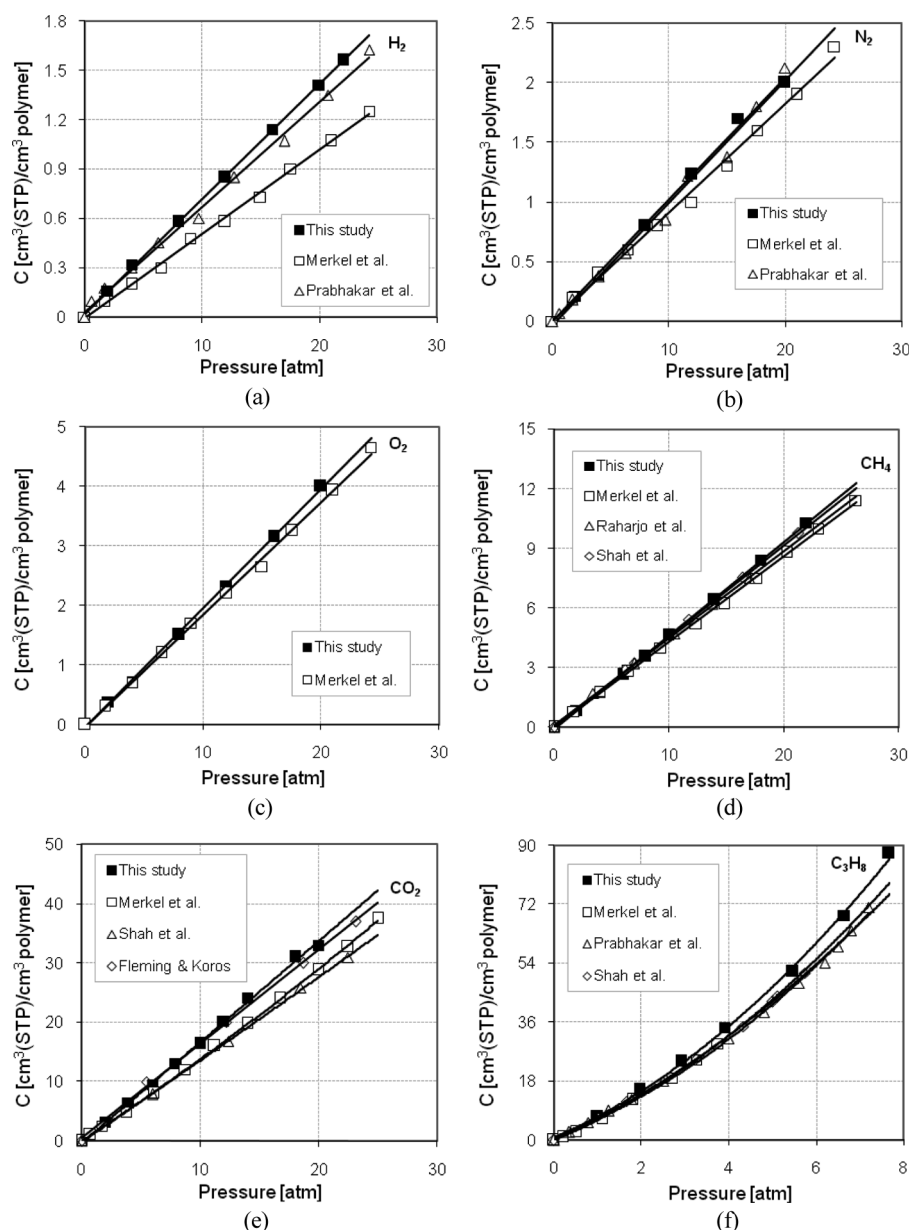 C [cm³(STP)/cm³ polymer]
1.8
1.5
1.2
0.9
0.6
0.3
0
H₂
This study
Merkel et al.
Prabhakar et al.
0 10 20 30
Pressure [atm]
(a)
C [cm³(STP)/cm³ polymer]
2.5
2
1.5
1
0.5
0
N₂
This study
Merkel et al.
Prabhakar et al.
0 10 20 30
Pressure [atm]
(b)
C [cm³(STP)/cm³ polymer]
5
4
3
2
1
0
O₂
This study
Merkel et al.
0 10 20 30
Pressure [atm]
(c)
C [cm³(STP)/cm³ polymer]
15
12
9
6
3
0
CH₄
This study
Merkel et al.
Raharjo et al.
Shah et al.
0 10 20 30
Pressure [atm]
(d)
C [cm³(STP)/cm³ polymer]
50
40
30
20
10
0
CO₂
This study
Merkel et al.
Shah et al.
Fleming & Koros
0 10 20 30
Pressure [atm]
(e)
C [cm³(STP)/cm³ polymer]
90
72
54
36
18
0
C₃H₈
This study
Merkel et al.
Prabhakar et al.
Shah et al.
0 2 4 6 8
Pressure [atm]
(f)